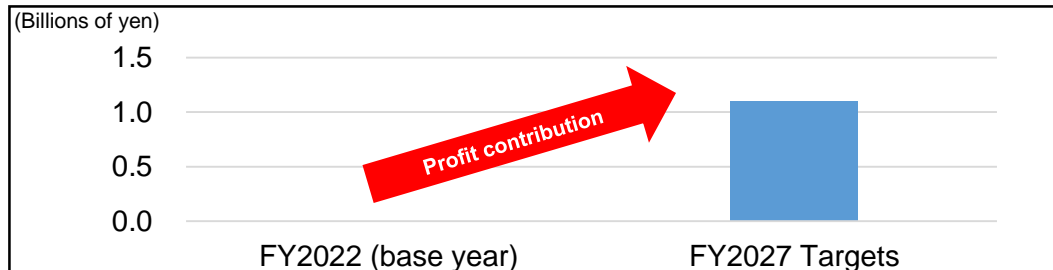 (Billions of yen)
1.5
1.0
0.5
0.0
Profit contribution
FY2022 (base year)
FY2027 Targets